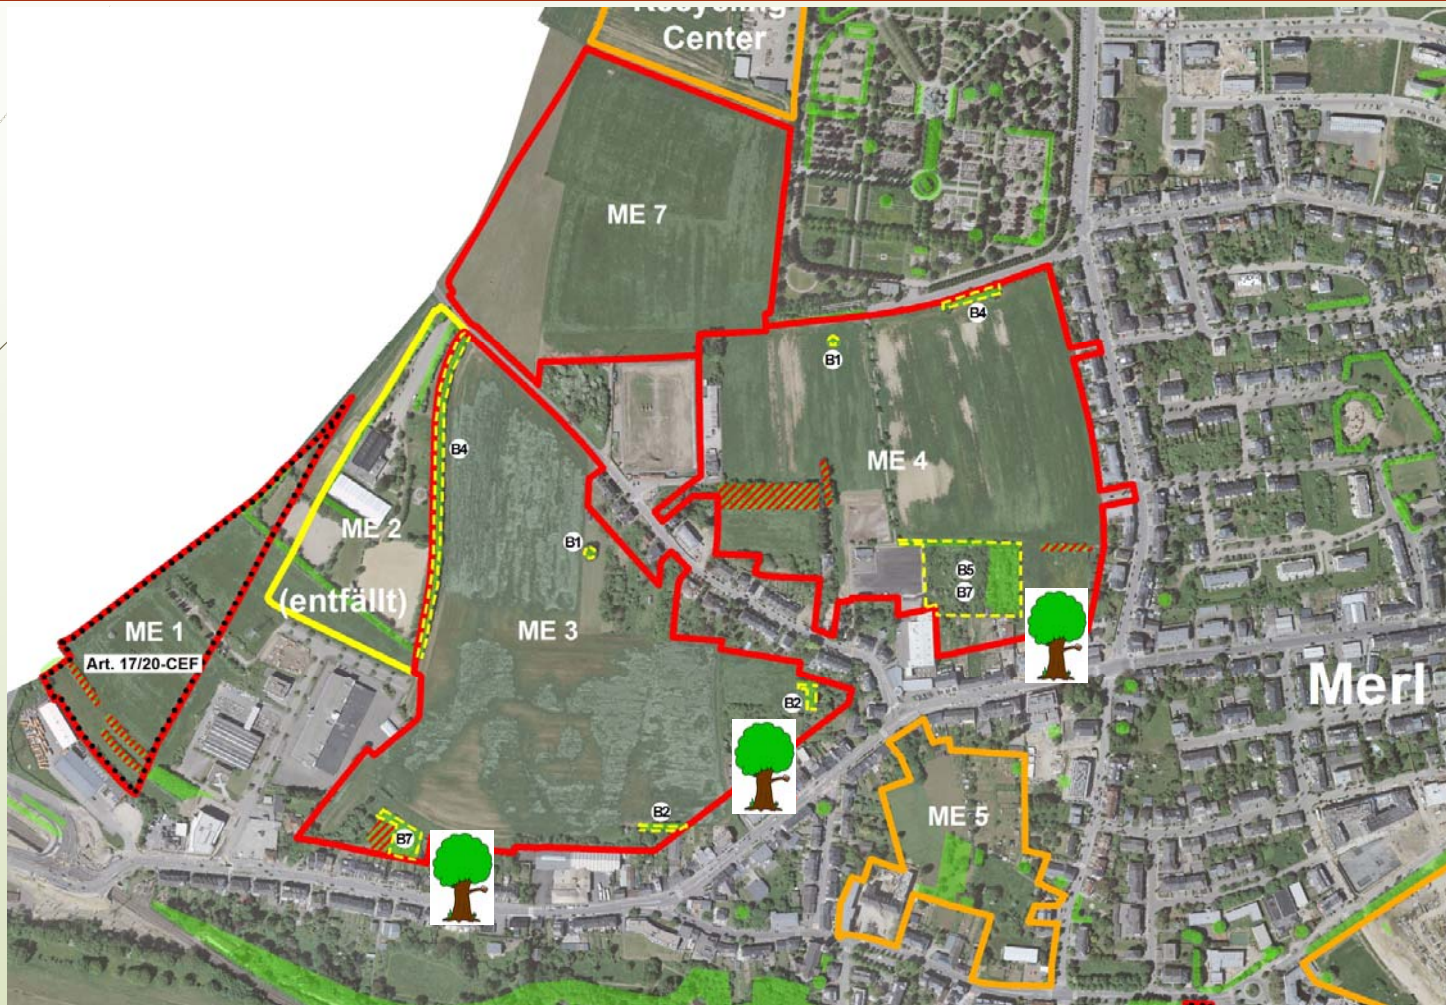 Recycling
Center
ME 7
B4
B1
B4
ME 4
ME 2
B1
B5
B7
(entfällt)
ME 1
ME 3
Art. 17/20-CEF
Merl
B2
B2
ME 5
B7